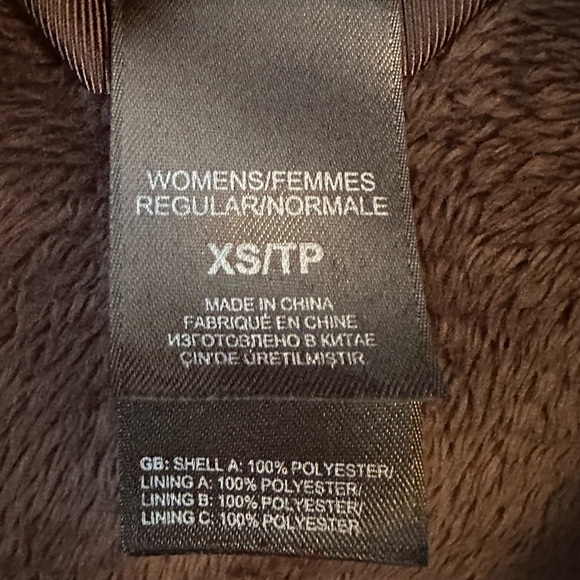 WOMENS/FEMMES
REGULAR/NORMALE
XS/TP
MADE IN CHINA
FABRIQUÉ EN CHINE
ИЗГОТОВЛЕНО В КИТАЕ
ÇIN'DE ÜRETILMIŞTIR
GB: SHELL A: 100% POLYESTER/
LINING A: 100% POLYESTER/
LINING B: 100% POLYESTER/
LINING C: 100% POLYESTER